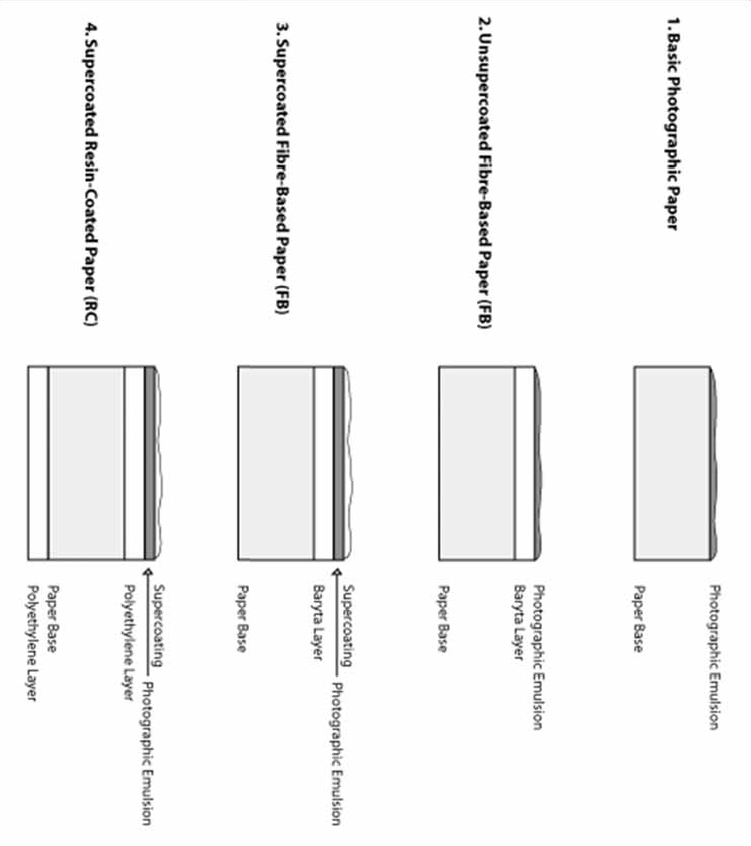 1. Basic Photographic Paper
Photographic Emulsion
Paper Base
2. Unsupercoated Fibre-Based Paper (FB)
Photographic Emulsion
Baryta Layer
Paper Base
3. Supercoated Fibre-Based Paper (FB)
Supercoating
Photographic Emulsion
Baryta Layer
Paper Base
4. Supercoated Resin-Coated Paper (RC)
Supercoating
Photographic Emulsion
Polyethylene Layer
Paper Base
Polyethylene Layer